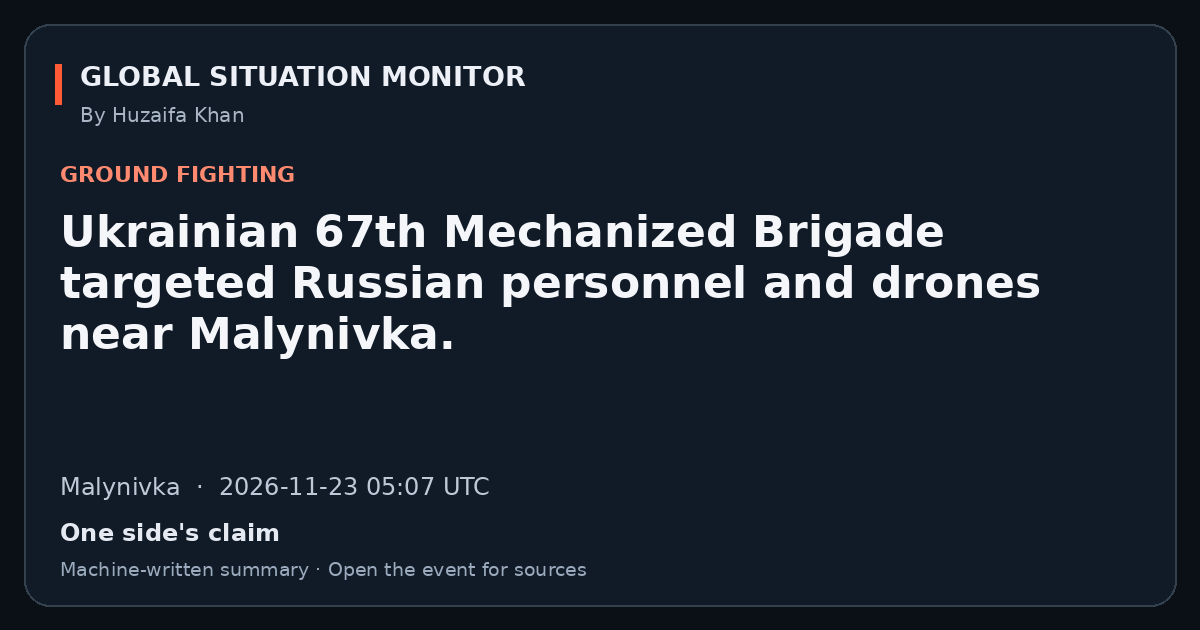 GLOBAL SITUATION MONITOR
By Huzaifa Khan
GROUND FIGHTING
Ukrainian 67th Mechanized Brigade
targeted Russian personnel and drones
near Malynivka.
Malynivka · 2026-11-23 05:07 UTC
One side's claim
Machine-written summary · Open the event for sources